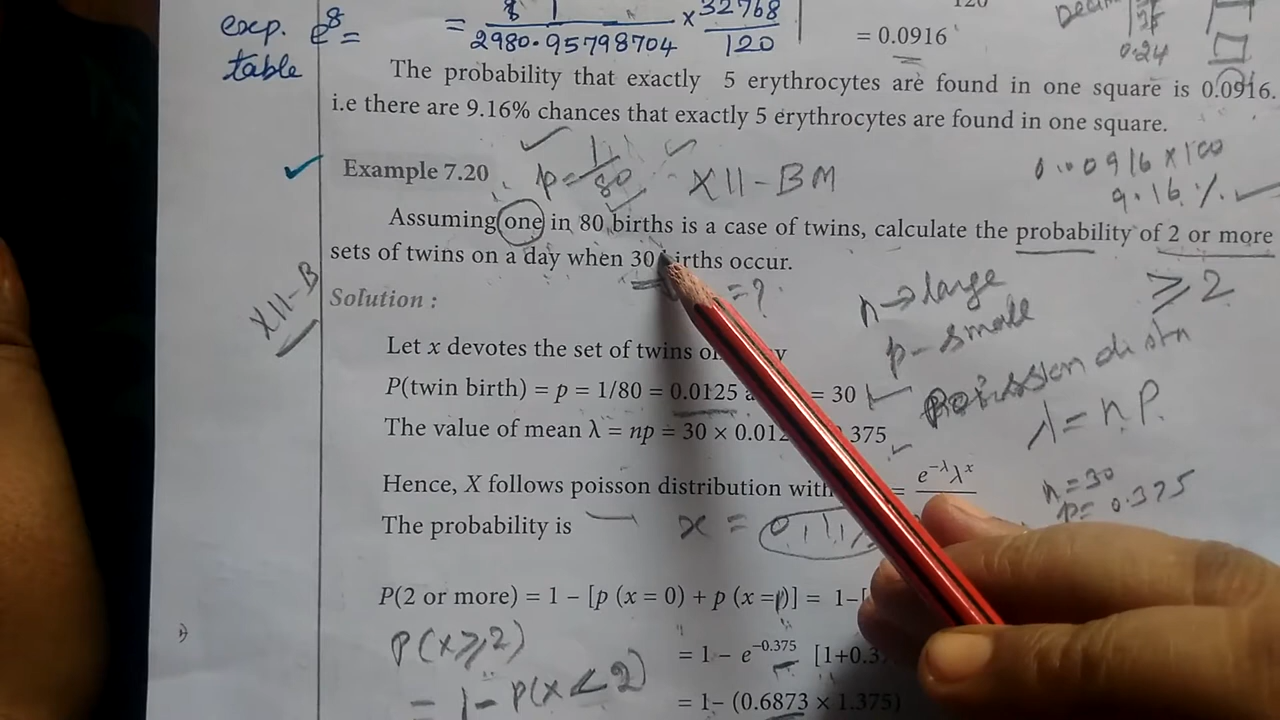 exp. e⁸ =
table
= 8 1 / 2980.95798704 × 32768 / 120
= 0.0916
120
0.24
The probability that exactly 5 erythrocytes are found in one square is 0.0916.
i.e there are 9.16% chances that exactly 5 erythrocytes are found in one square.
0.0916 × 100
9.16 %
Example 7.20
p = 1/80
XII - BM
Assuming one in 80 births is a case of twins, calculate the probability of 2 or more
sets of twins on a day when 30 births occur.
= ?
XII - B
Solution :
n → large
≥ 2
p - small
Poission distn
λ = n P
n = 30
p = 0.375
Let x devotes the set of twins
P(twin birth) = p = 1/80 = 0.0125 = 30
The value of mean λ = np = 30 × 0.012 375
Hence, X follows poisson distribution with = e^−λ λ^x
The probability is
x = 0, 1,
P(2 or more) = 1 − [p (x = 0) + p (x = 1)] = 1−[
P(x ≥ 2)
= 1 − e^−0.375 [1+0.3
= 1 - P(x < 2)
= 1− (0.6873 × 1.375)